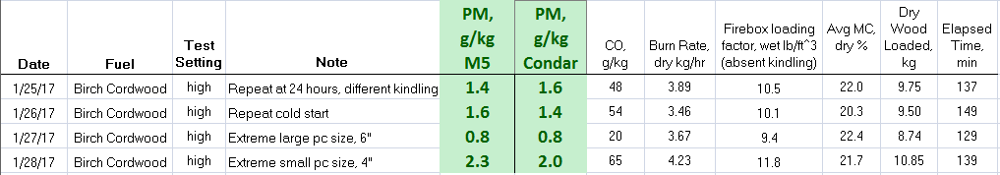 Date Fuel Test Setting Note PM, g/kg M5 PM, g/kg Condar CO, g/kg Burn Rate, dry kg/hr Firebox loading factor, wet lb/ft^3 (absent kindling) Avg MC, dry % Dry Wood Loaded, kg Elapsed Time, min
1/25/17 Birch Cordwood high Repeat at 24 hours, different kindling 1.4 1.6 48 3.89 10.5 22.0 9.75 137
1/26/17 Birch Cordwood high Repeat cold start 1.6 1.4 54 3.46 10.1 20.3 9.50 149
1/27/17 Birch Cordwood high Extreme large pc size, 6" 0.8 0.8 20 3.67 9.4 22.4 8.74 129
1/28/17 Birch Cordwood high Extreme small pc size, 4" 2.3 2.0 65 4.23 11.8 21.7 10.85 139